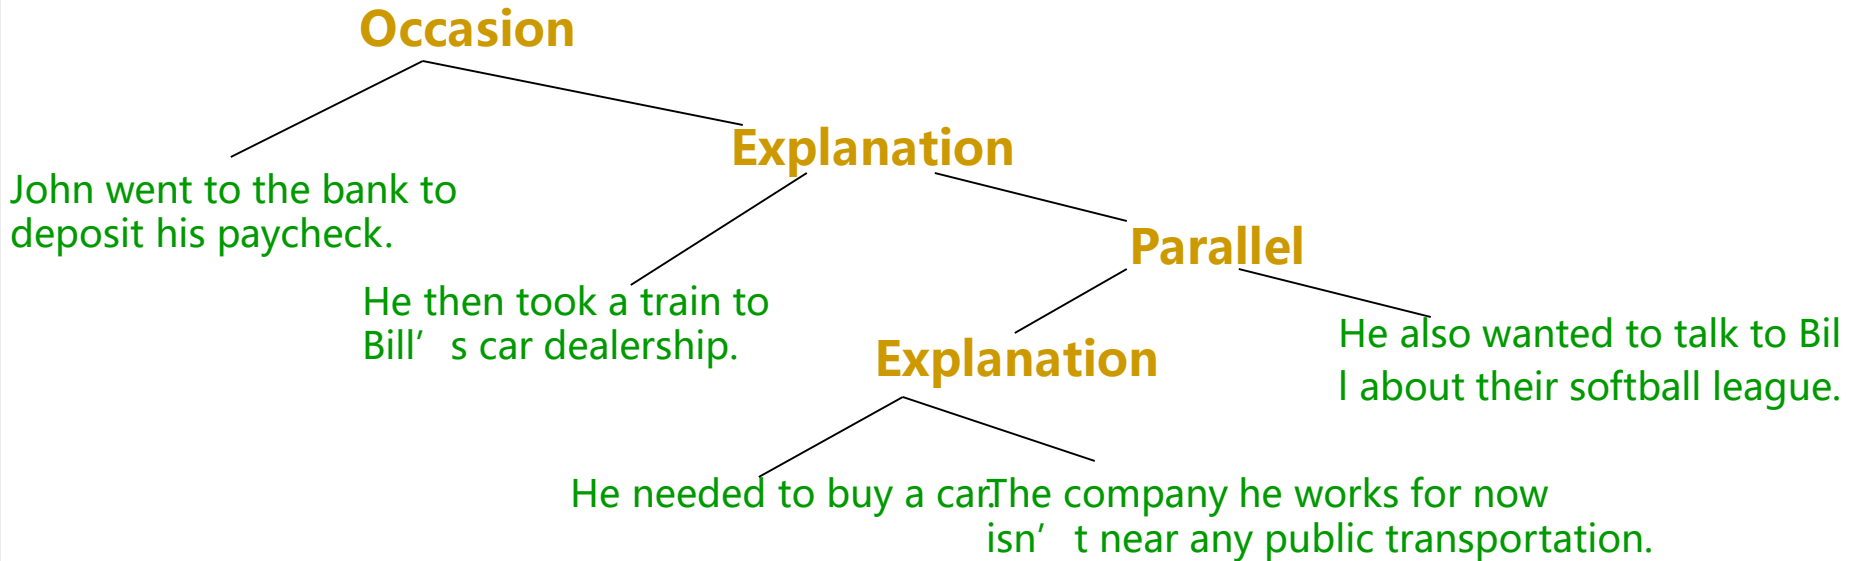 Occasion
Explanation
John went to the bank to
deposit his paycheck.
Parallel
He then took a train to
Bill’ s car dealership.
Explanation
He also wanted to talk to Bil
l about their softball league.
He needed to buy a car.
The company he works for now
isn’ t near any public transportation.